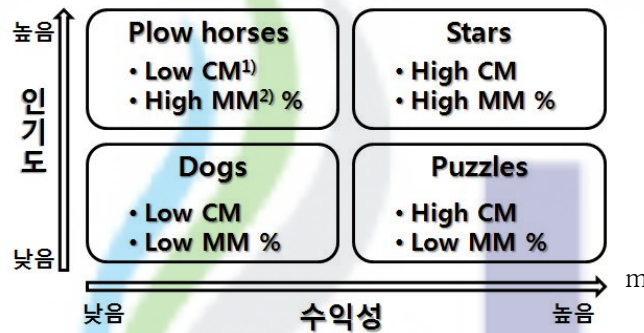 높음
인기도
낮음
Plow horses
• Low CM1)
• High MM2) %
Stars
• High CM
• High MM %
Dogs
• Low CM
• Low MM %
Puzzles
• High CM
• Low MM %
낮음
수익성
높음
m